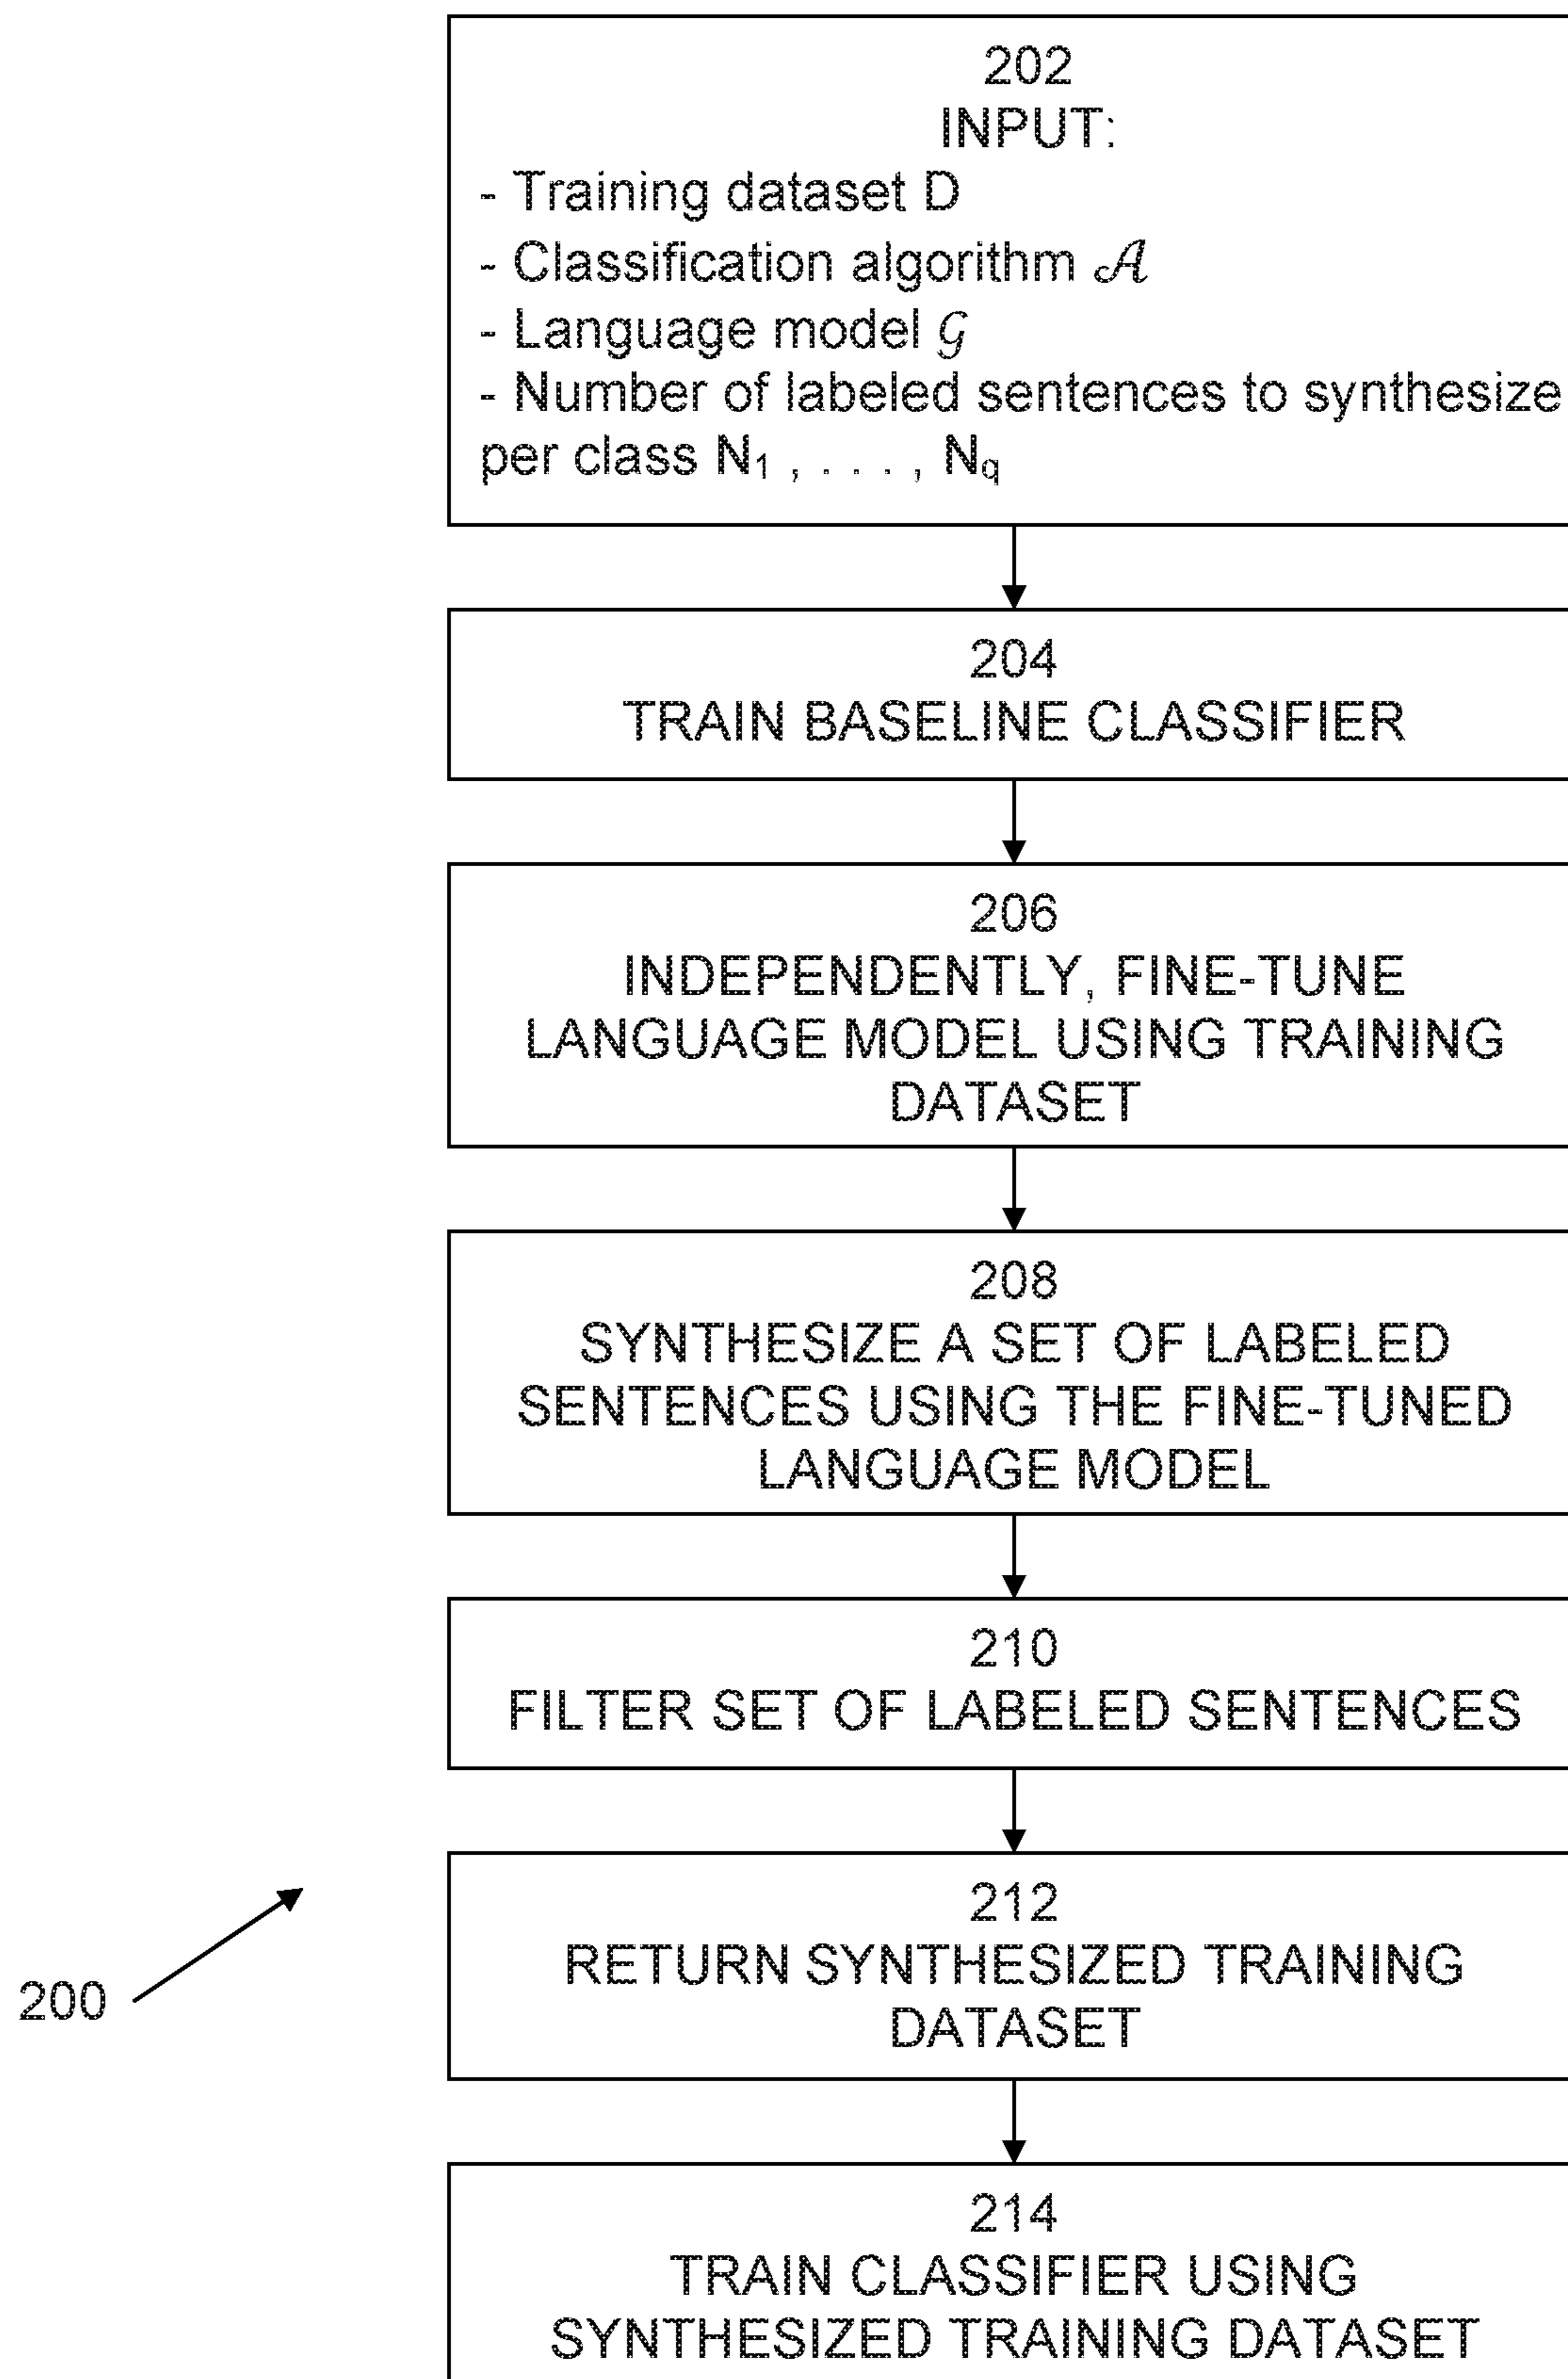 202
INPUT:
- Training dataset D
- Classification algorithm 𝒜
- Language model 𝒢
- Number of labeled sentences to synthesize
per class N₁ , . . . , Nq
204
TRAIN BASELINE CLASSIFIER
206
INDEPENDENTLY, FINE-TUNE
LANGUAGE MODEL USING TRAINING
DATASET
208
SYNTHESIZE A SET OF LABELED
SENTENCES USING THE FINE-TUNED
LANGUAGE MODEL
210
FILTER SET OF LABELED SENTENCES
212
RETURN SYNTHESIZED TRAINING
DATASET
200
214
TRAIN CLASSIFIER USING
SYNTHESIZED TRAINING DATASET